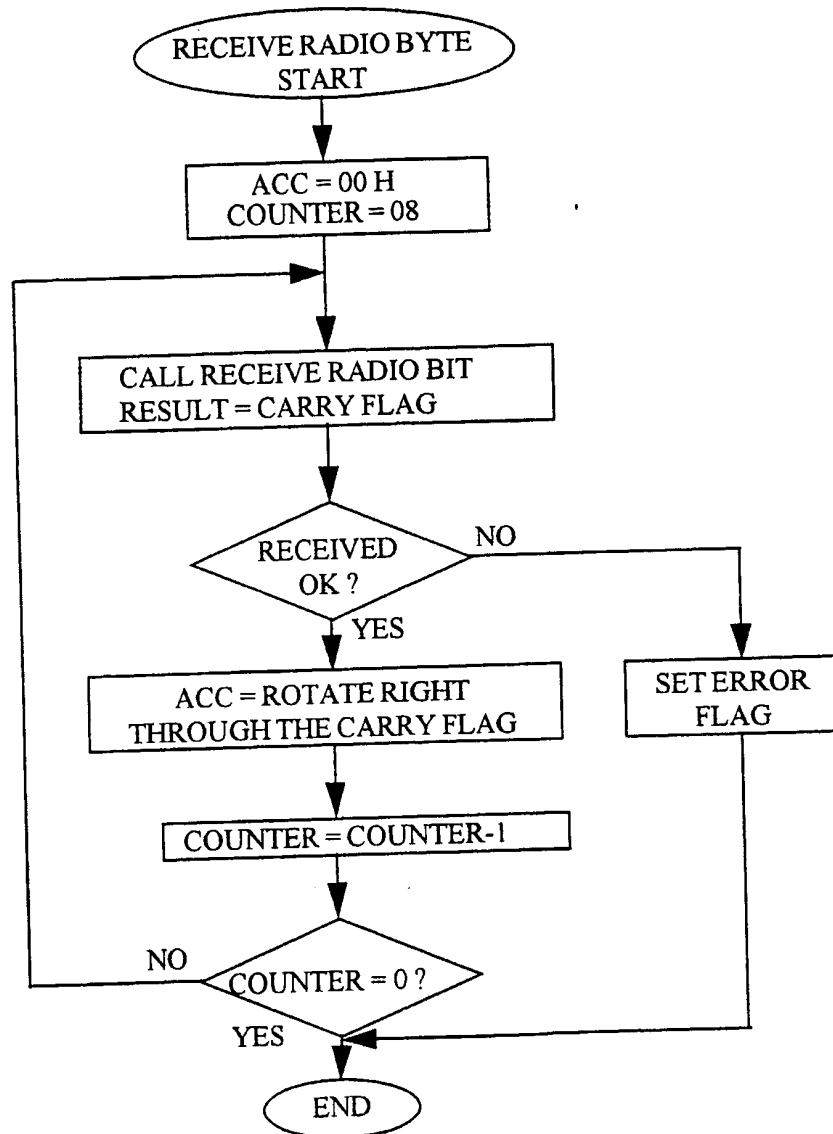 RECEIVE RADIO BYTE
START
ACC = 00 H
COUNTER = 08
CALL RECEIVE RADIO BIT
RESULT = CARRY FLAG
RECEIVED
OK ?
NO
YES
ACC = ROTATE RIGHT
THROUGH THE CARRY FLAG
SET ERROR
FLAG
COUNTER = COUNTER-1
COUNTER = 0 ?
NO
YES
END